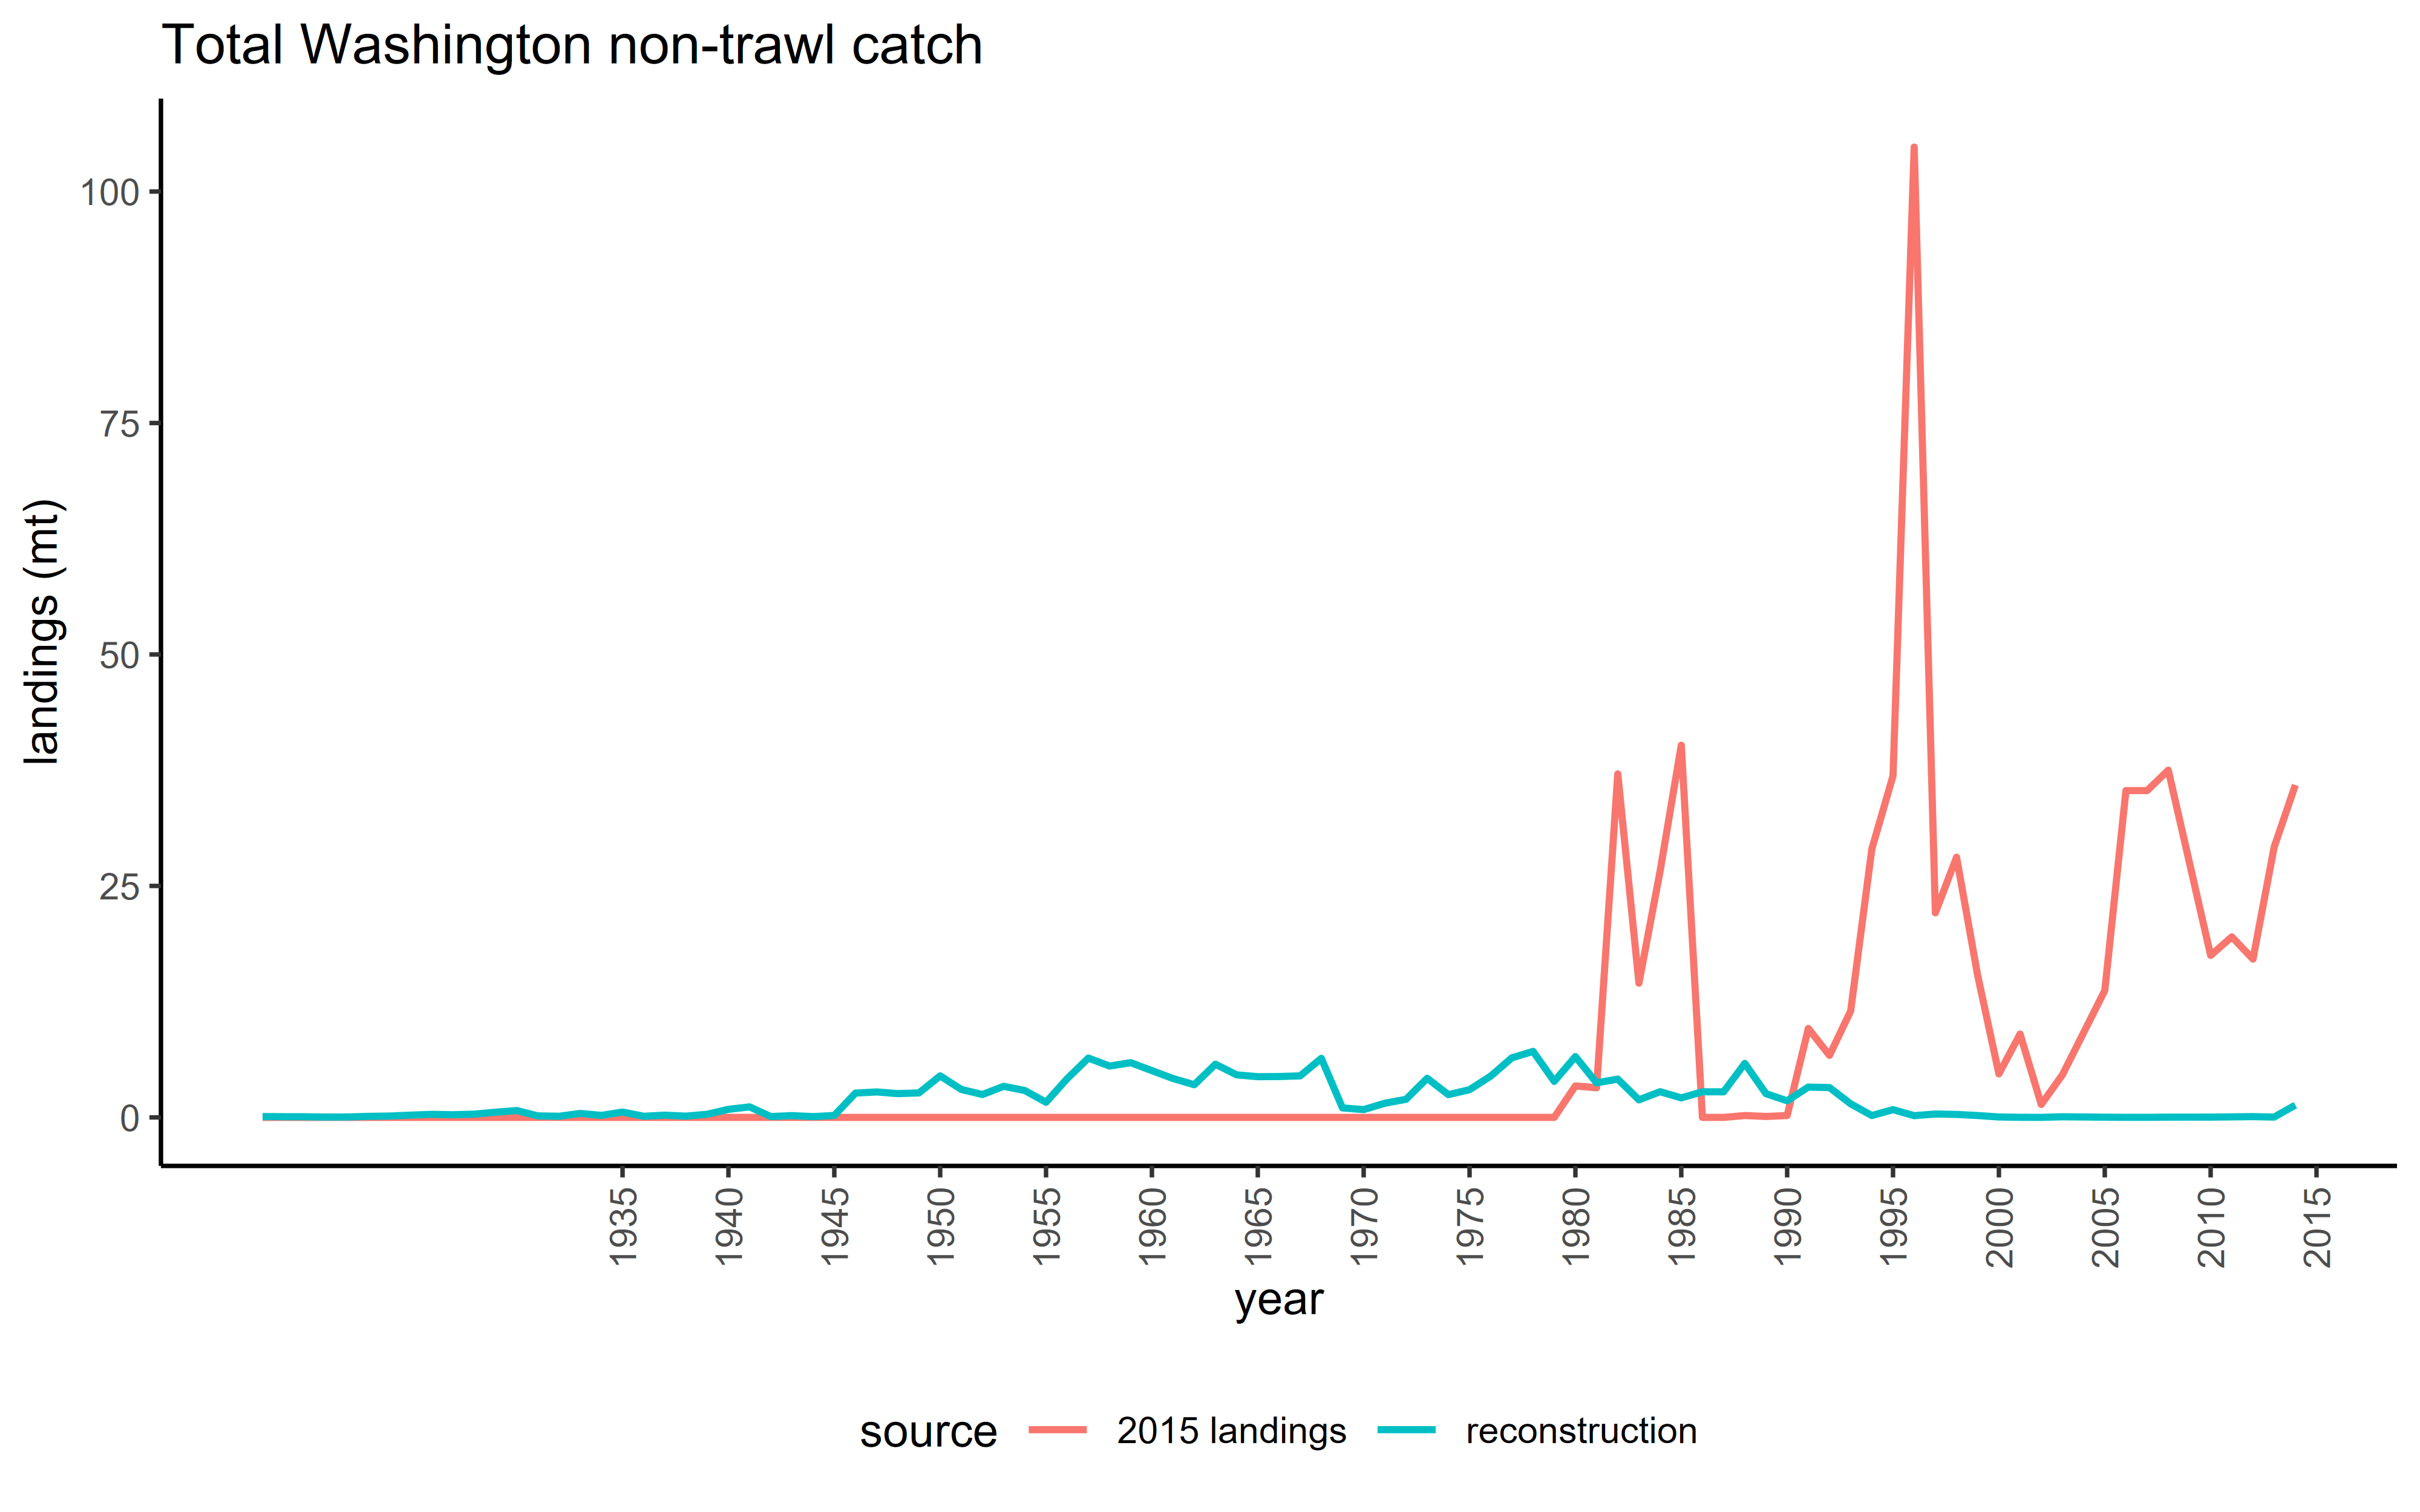 Total Washington non-trawl catch
landings (mt)
100
75
50
25
0
1935 1940 1945 1950 1955 1960 1965 1970 1975 1980 1985 1990 1995 2000 2005 2010 2015
year
source 2015 landings reconstruction